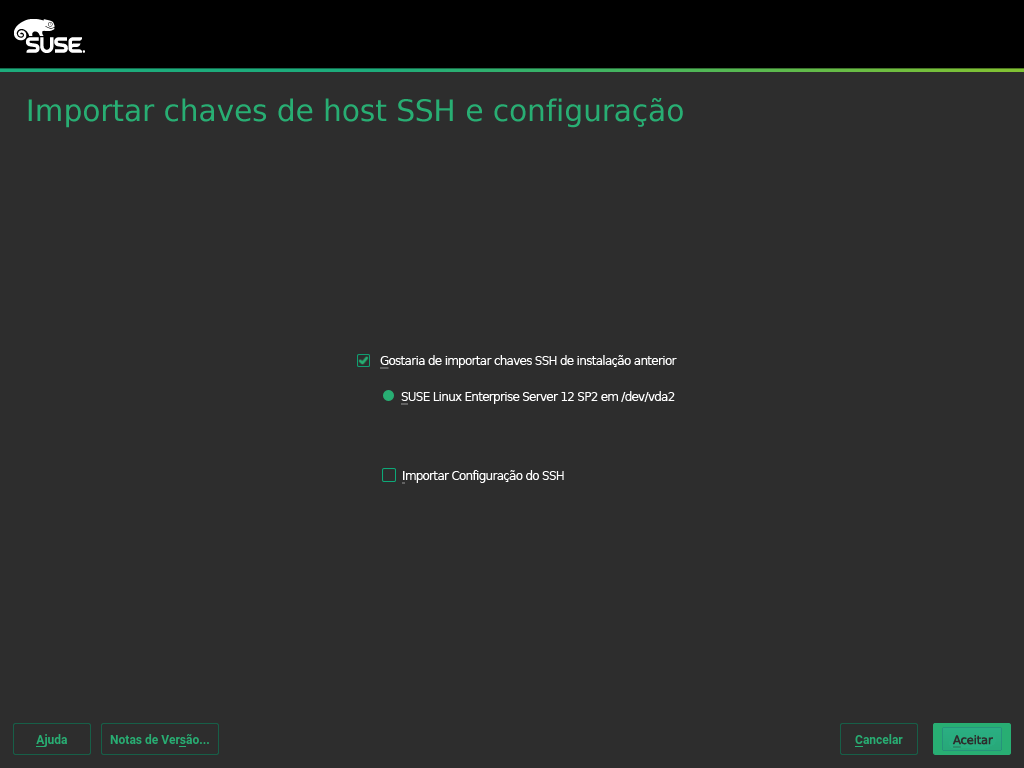 SUSE.
Importar chaves de host SSH e configuração
Gostaria de importar chaves SSH de instalação anterior
SUSE Linux Enterprise Server 12 SP2 em /dev/vda2
Importar Configuração do SSH
Ajuda Notas de Versão... Cancelar Aceitar